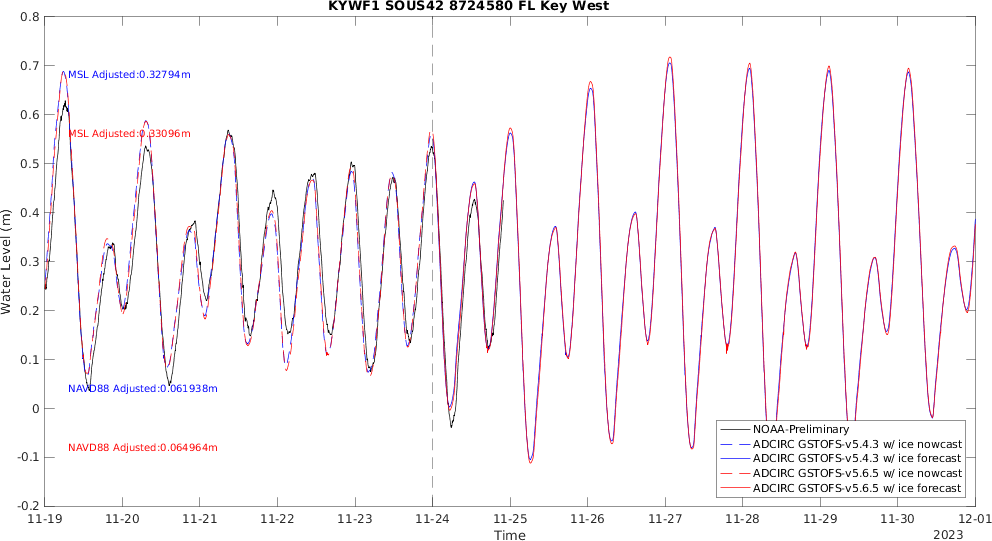 KYWF1 SOUS42 8724580 FL Key West
Water Level (m)
0.8
0.7
0.6
0.5
0.4
0.3
0.2
0.1
0
-0.1
-0.2
MSL Adjusted:0.32794m
MSL Adjusted:0.33096m
NAVD88 Adjusted:0.061938m
NAVD88 Adjusted:0.064964m
NOAA-Preliminary
ADCIRC GSTOFS-v5.4.3 w/ ice nowcast
ADCIRC GSTOFS-v5.4.3 w/ ice forecast
ADCIRC GSTOFS-v5.6.5 w/ ice nowcast
ADCIRC GSTOFS-v5.6.5 w/ ice forecast
11-19 11-20 11-21 11-22 11-23 11-24 11-25 11-26 11-27 11-28 11-29 11-30 12-01
Time
2023